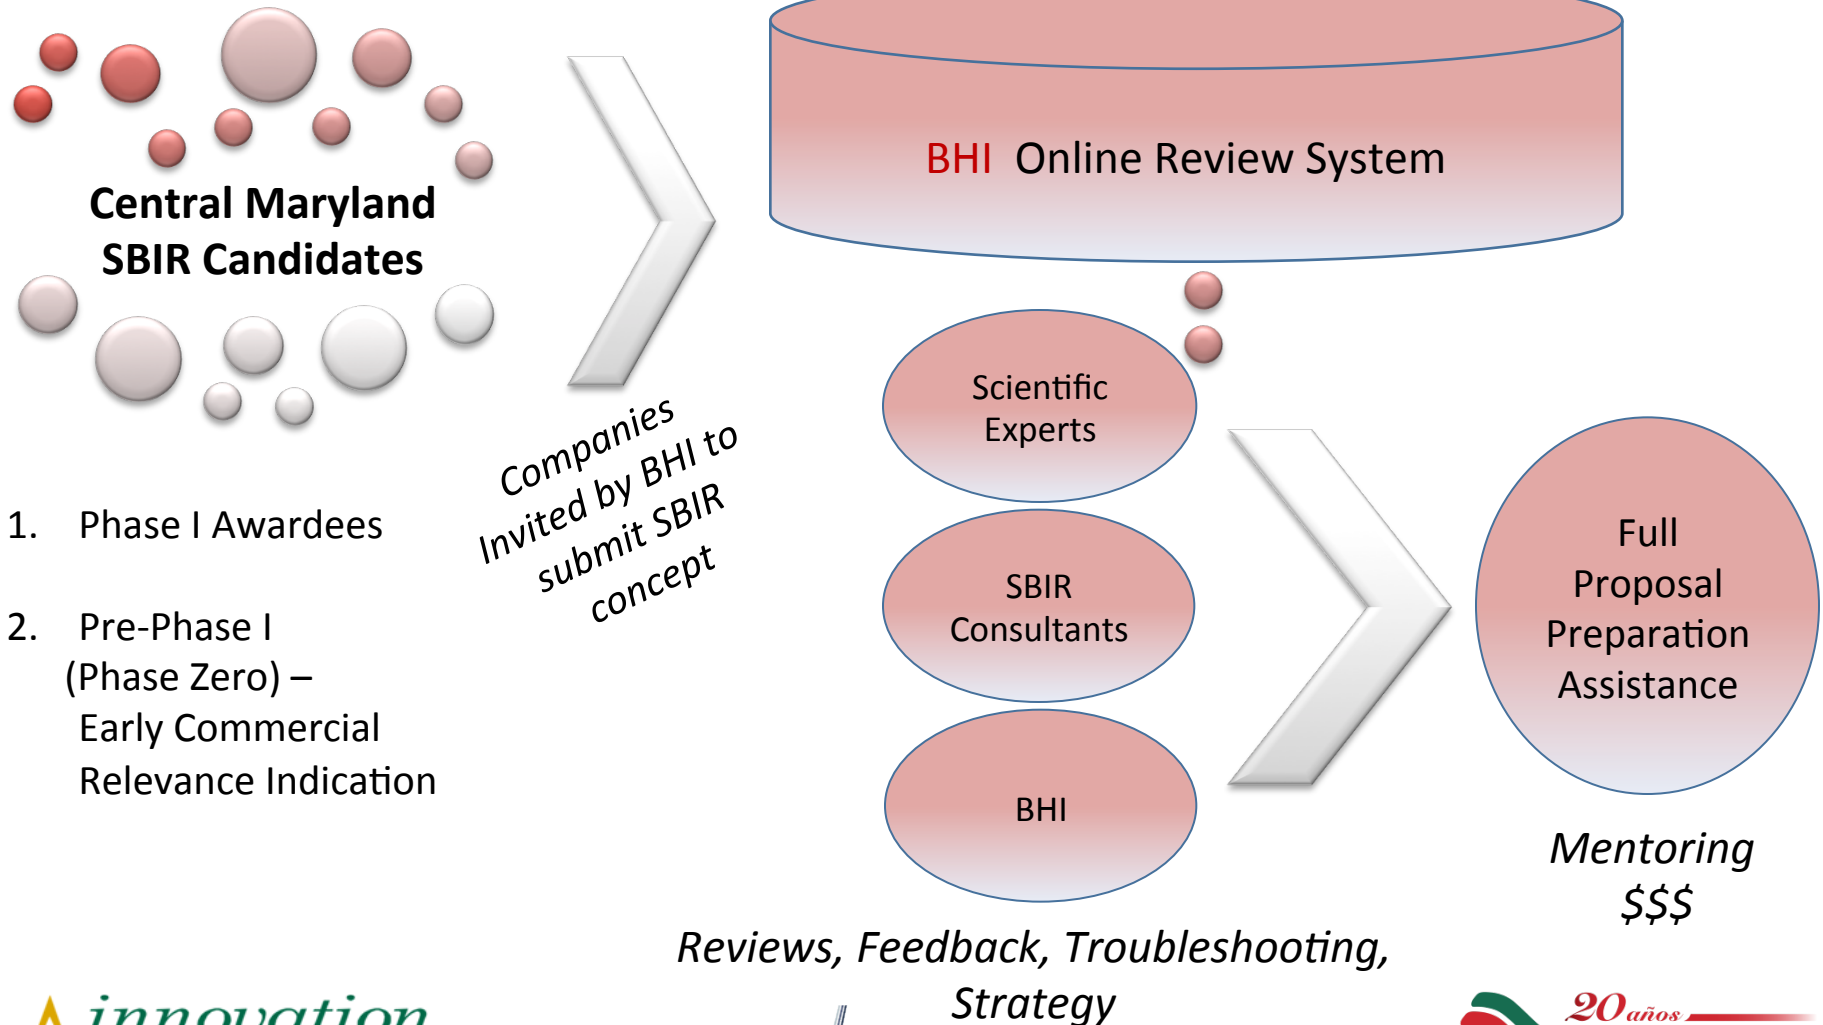 Central Maryland
SBIR Candidates
1. Phase I Awardees
2. Pre-Phase I
(Phase Zero) –
Early Commercial
Relevance Indication
Companies
Invited by BHI to
submit SBIR
concept
BHI Online Review System
Scientific
Experts
SBIR
Consultants
BHI
Reviews, Feedback, Troubleshooting,
Strategy
Full
Proposal
Preparation
Assistance
Mentoring
$$$
innovation
20 años